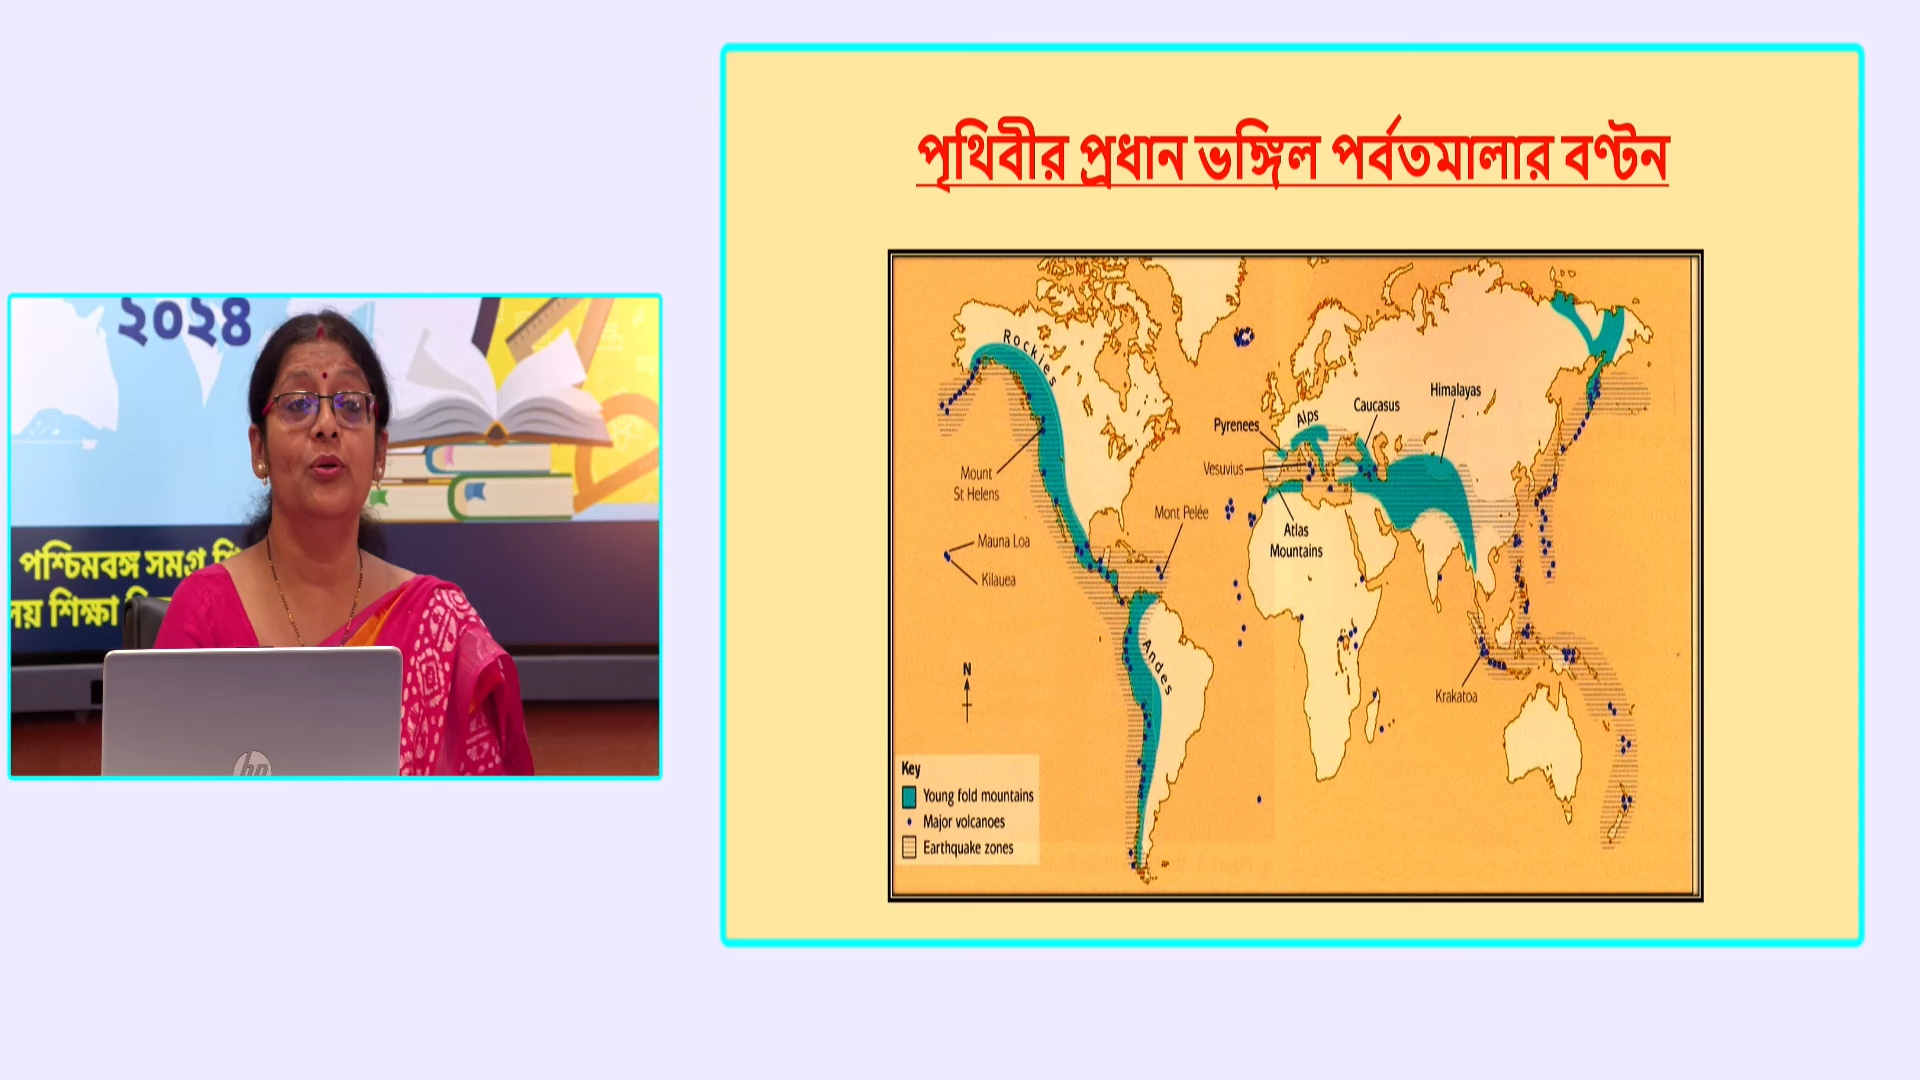 পৃথিবীর প্রধান ভঙ্গিল পর্বতমালার বণ্টন
২০২৪
পশ্চিমবঙ্গ সমগ্র
শিক্ষা
hp
Rockies
Mount
St Helens
Mauna Loa
Kilauea
Mont Pelée
Andes
Pyrenees
Alps
Caucasus
Himalayas
Vesuvius
Atlas
Mountains
Krakatoa
N
Key
Young fold mountains
Major volcanoes
Earthquake zones